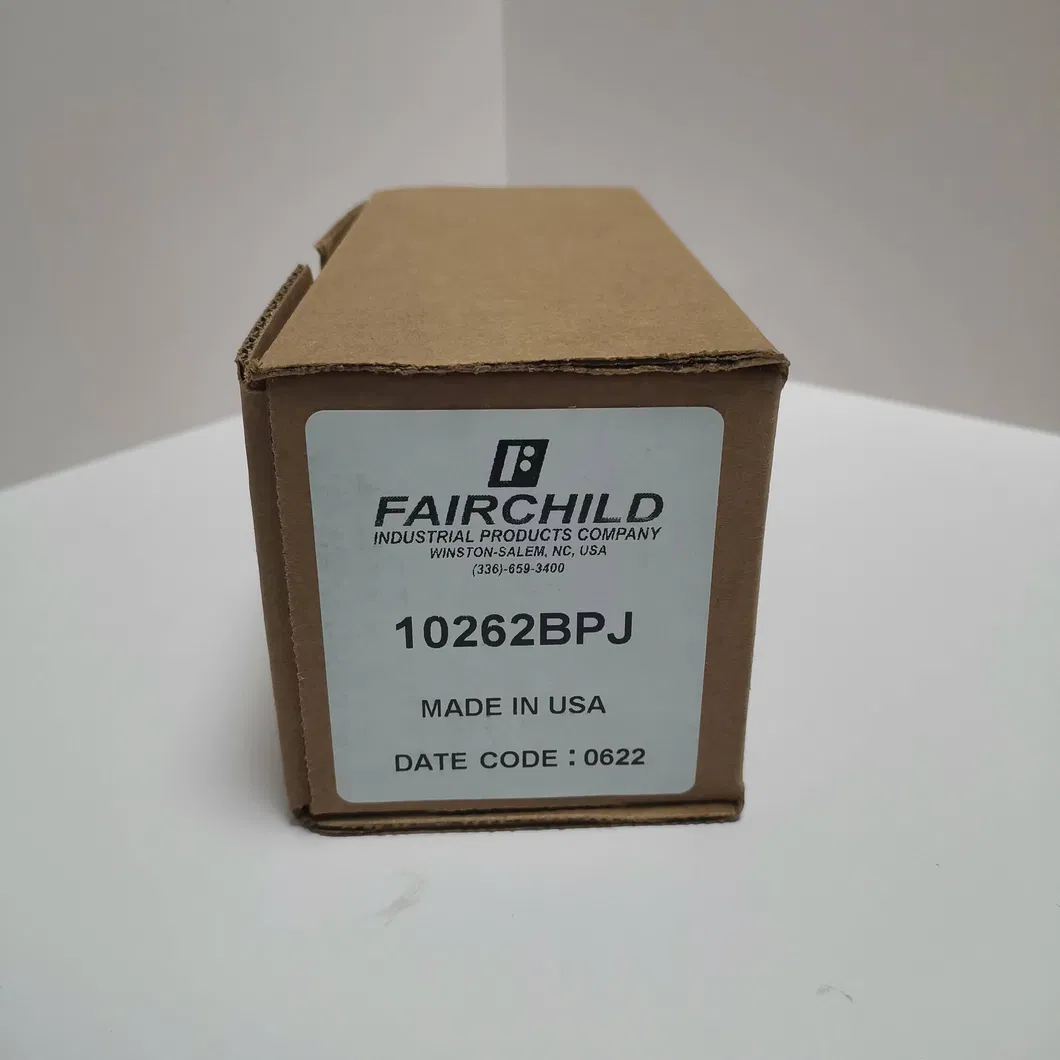 FAIRCHILD
INDUSTRIAL PRODUCTS COMPANY
WINSTON-SALEM, NC, USA
(336)-659-3400
10262BPJ
MADE IN USA
DATE CODE : 0622